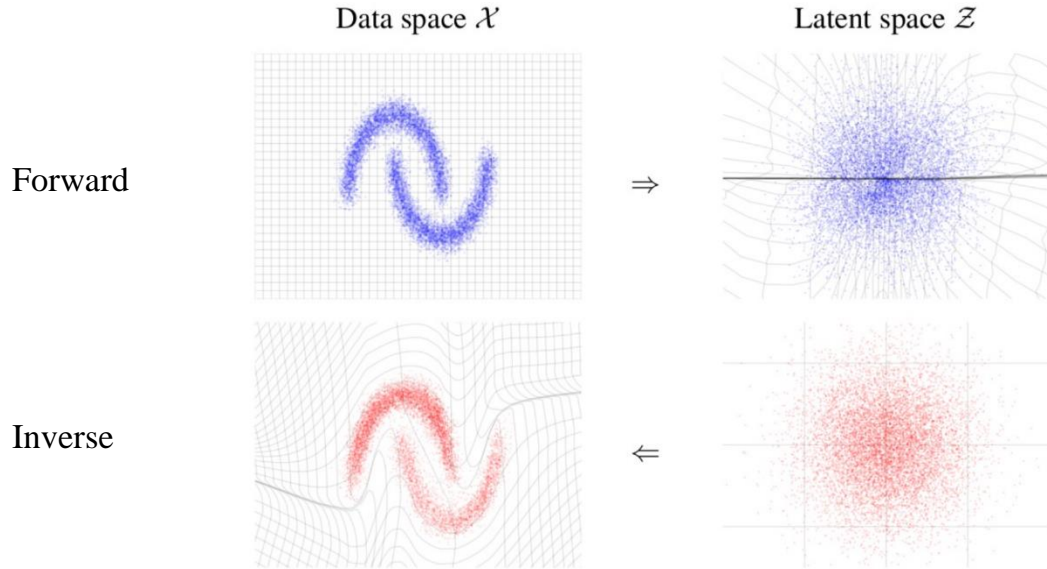 Data space 𝒳
Latent space 𝒵
Forward
⇒
Inverse
⇐